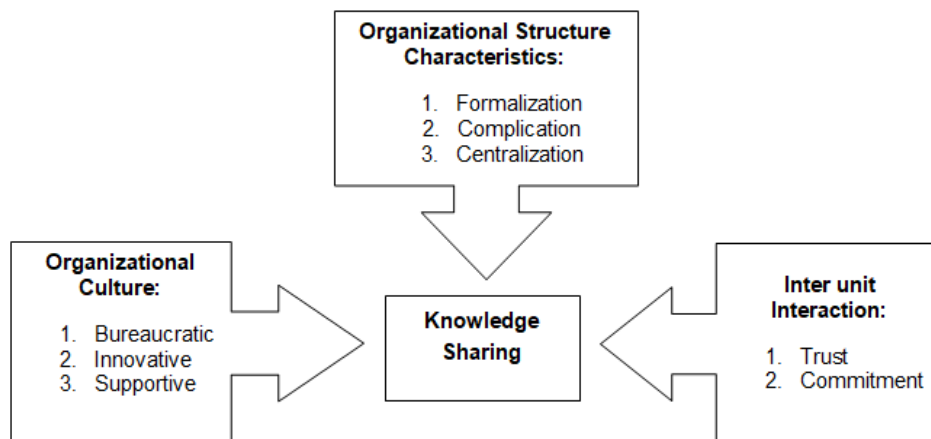 Organizational Structure
Characteristics:
1. Formalization
2. Complication
3. Centralization
Organizational
Culture:
1. Bureaucratic
2. Innovative
3. Supportive
Knowledge
Sharing
Inter unit
Interaction:
1. Trust
2. Commitment